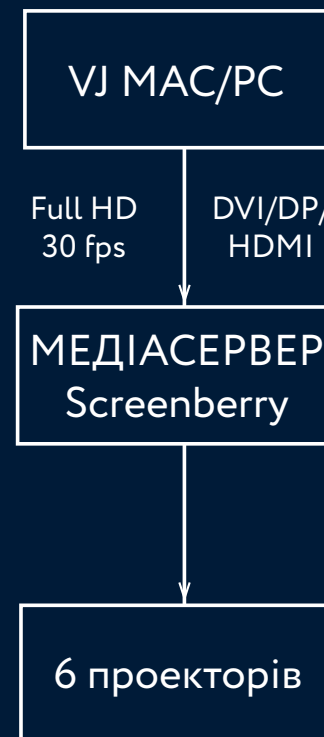 VJ MAC/PC
Full HD
30 fps
DVI/DP/
HDMI
МЕДІАСЕРВЕР
Screenberry
6 проекторів